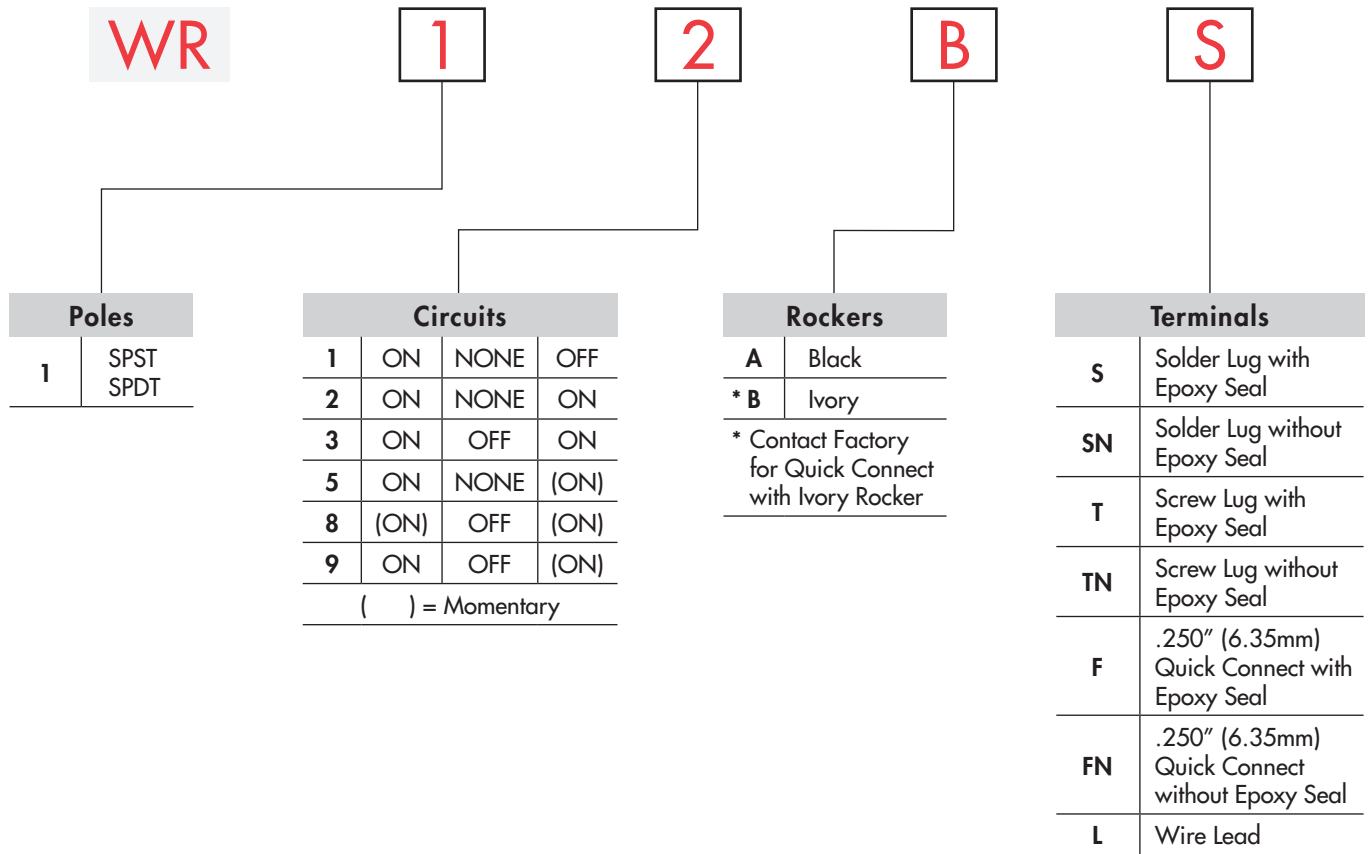 WR 1 2 B S
Poles
1 SPST
SPDT
Circuits
1 ON NONE OFF
2 ON NONE ON
3 ON OFF ON
5 ON NONE (ON)
8 (ON) OFF (ON)
9 ON OFF (ON)
( ) = Momentary
Rockers
A Black
* B Ivory
* Contact Factory
for Quick Connect
with Ivory Rocker
Terminals
S Solder Lug with
Epoxy Seal
SN Solder Lug without
Epoxy Seal
T Screw Lug with
Epoxy Seal
TN Screw Lug without
Epoxy Seal
F .250" (6.35mm)
Quick Connect with
Epoxy Seal
FN .250" (6.35mm)
Quick Connect
without Epoxy Seal
L Wire Lead